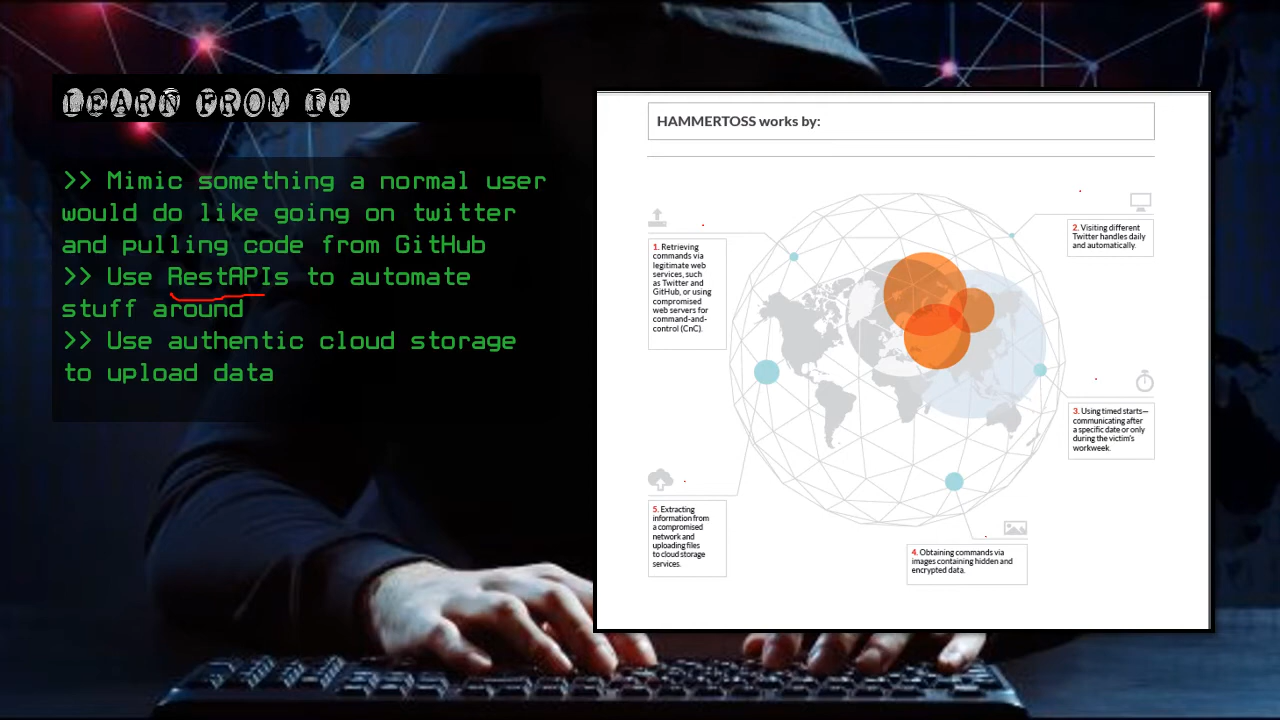 LEARN FROM IT
>> Mimic something a normal user
would do like going on twitter
and pulling code from GitHub
>> Use RestAPIs to automate
stuff around
>> Use authentic cloud storage
to upload data
HAMMERTOSS works by:
1. Retrieving
commands via
legitimate web
services, such
as Twitter and
GitHub, or using
compromised
web servers for
command-and-
control (CnC).
2. Visiting different
Twitter handles daily
and automatically.
3. Using timed starts—
communicating after
a specific date or only
during the victim's
workweek.
4. Obtaining commands via
images containing hidden and
encrypted data.
5. Extracting
information from
a compromised
network and
uploading files
to cloud storage
services.